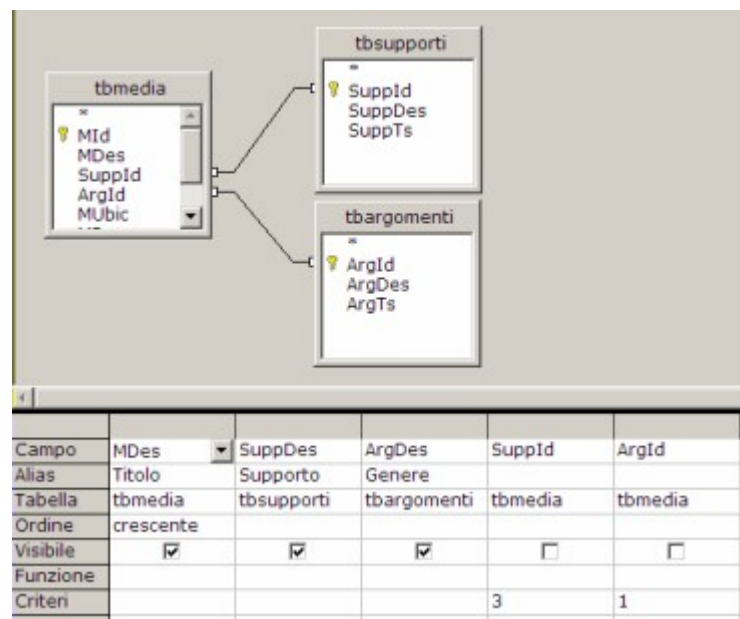 tbmedia
*
MId
MDes
SuppId
ArgId
MUbic
tbsupporti
*
SuppId
SuppDes
SuppTs
tbargomenti
*
ArgId
ArgDes
ArgTs
Campo MDes SuppDes ArgDes SuppId ArgId
Alias Titolo Supporto Genere
Tabella tbmedia tbsupporti tbargomenti tbmedia tbmedia
Ordine crescente
Visibile
Funzione
Criteri 3 1